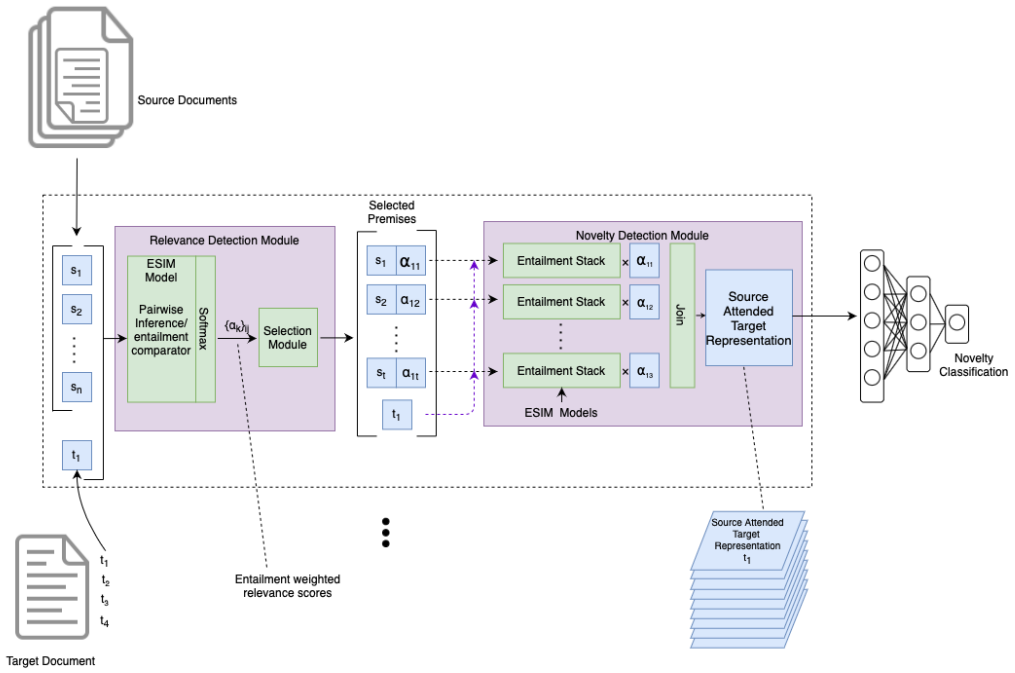 Source Documents
Selected
Premises
Relevance Detection Module
Novelty Detection Module
ESIM
Model
Pairwise
Inference/
entailment
comparator
Softmax
{αₖ}ᵢⱼ
Selection
Module
s₁
s₂
sₙ
t₁
s₁ α₁₁
s₂ α₁₂
sₜ α₁ₜ
t₁
Entailment Stack × α₁₁
Entailment Stack × α₁₂
Entailment Stack × α₁₃
ESIM Models
Join
Source
Attended
Target
Representation
Novelty
Classification
t₁
t₂
t₃
t₄
Target Document
Entailment weighted
relevance scores
Source Attended
Target
Representation
t₁